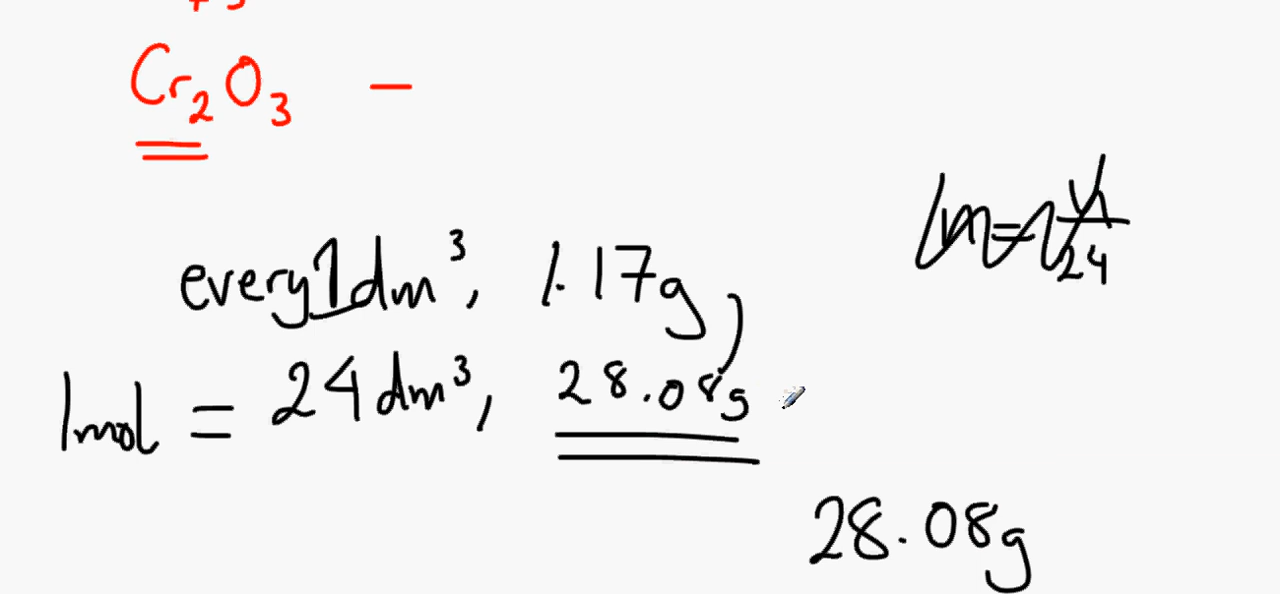 Cr₂O₃ –
every 1dm³, 1.17g
1mol = 24dm³, 28.08g
28.08g